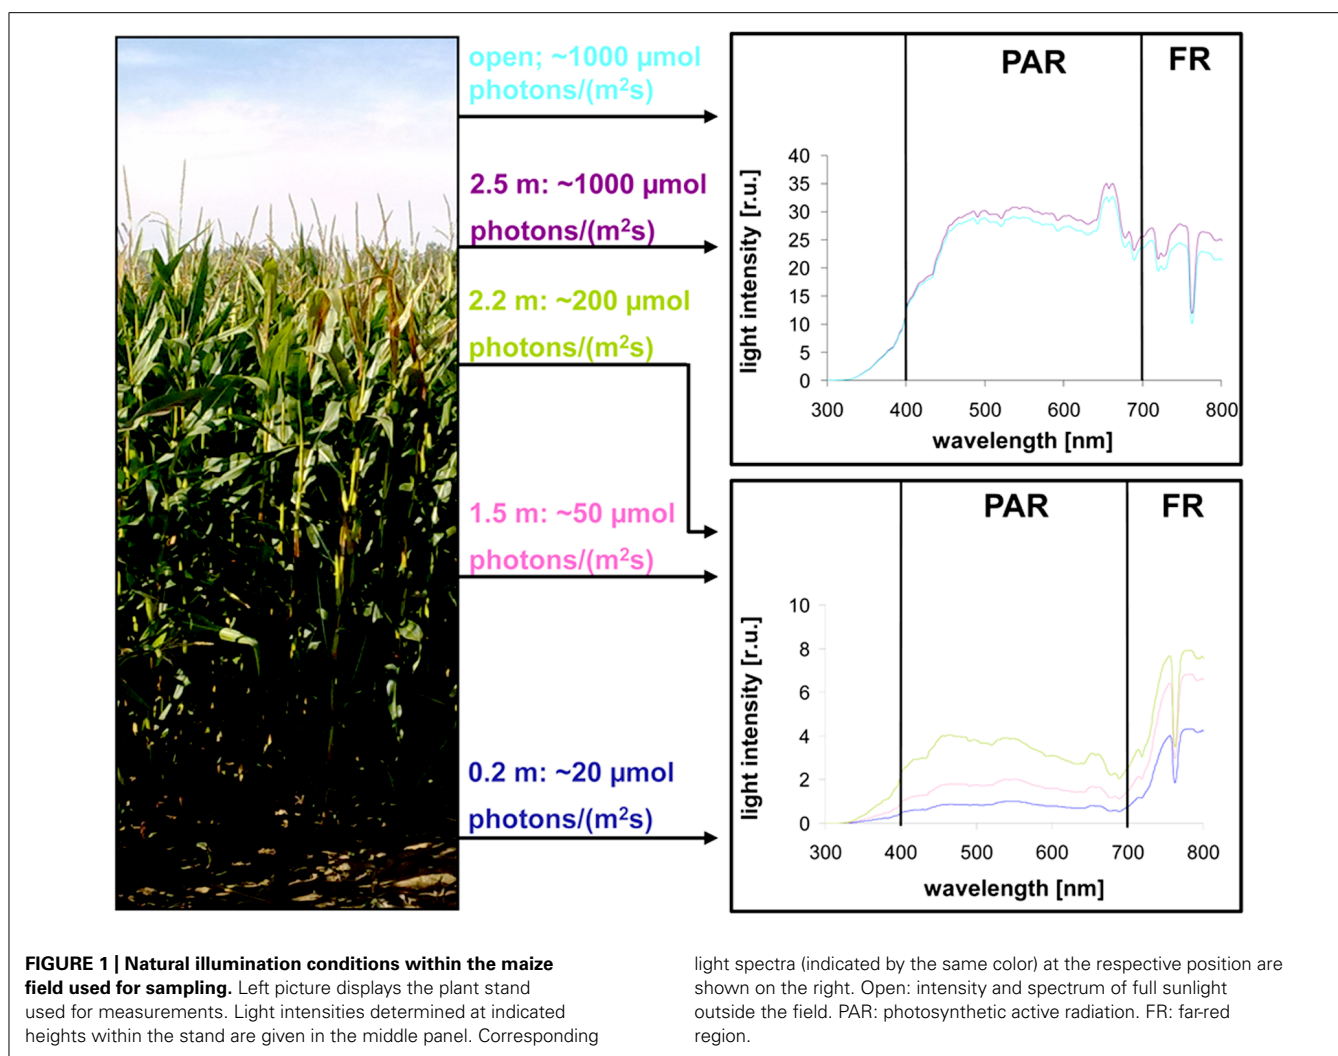 open; ~1000 µmol
photons/(m²s)
2.5 m: ~1000 µmol
photons/(m²s)
2.2 m: ~200 µmol
photons/(m²s)
1.5 m: ~50 µmol
photons/(m²s)
0.2 m: ~20 µmol
photons/(m²s)
PAR
FR
light intensity [r.u.]
40
35
30
25
20
15
10
5
0
300 400 500 600 700 800
wavelength [nm]
PAR
FR
light intensity [r.u.]
10
8
6
4
2
0
300 400 500 600 700 800
wavelength [nm]
FIGURE 1 | Natural illumination conditions within the maize
field used for sampling. Left picture displays the plant stand
used for measurements. Light intensities determined at indicated
heights within the stand are given in the middle panel. Corresponding
light spectra (indicated by the same color) at the respective position are
shown on the right. Open: intensity and spectrum of full sunlight
outside the field. PAR: photosynthetic active radiation. FR: far-red
region.